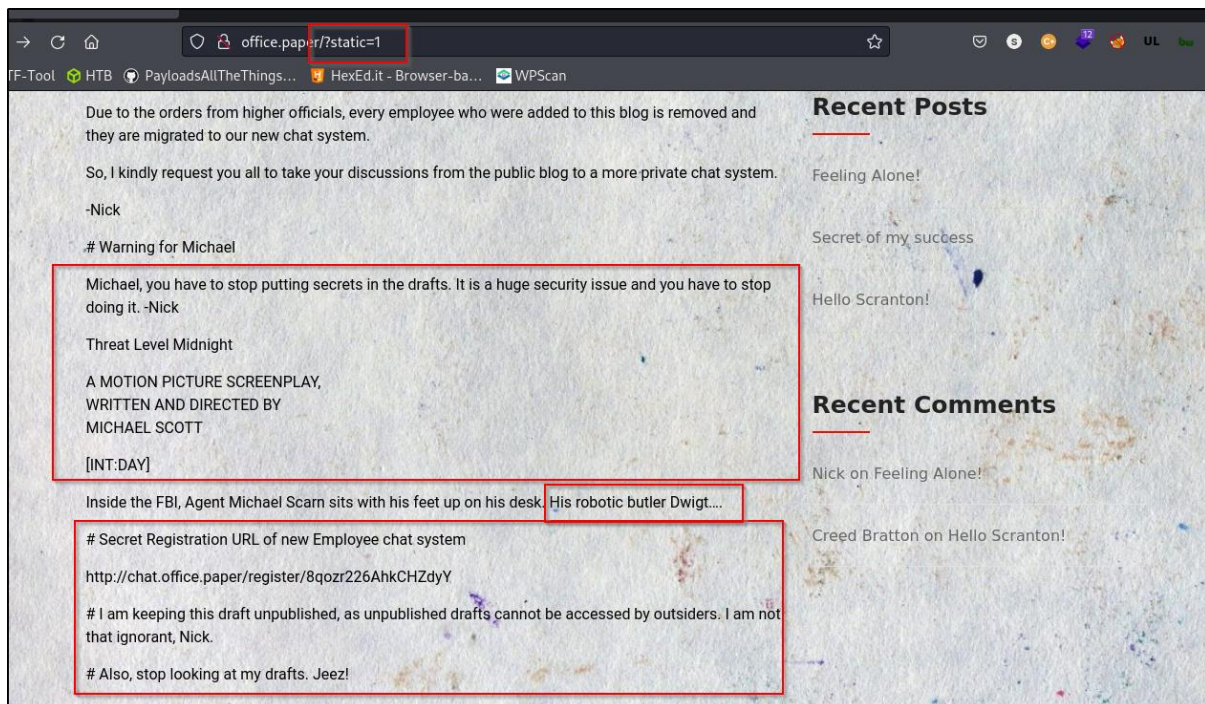 office.paper/?static=1
12
S
UL
bw
TF-Tool
HTB
PayloadsAllTheThings...
HexEd.it - Browser-ba...
WPScan
Due to the orders from higher officials, every employee who were added to this blog is removed and
they are migrated to our new chat system.
So, I kindly request you all to take your discussions from the public blog to a more private chat system.
-Nick
# Warning for Michael
Michael, you have to stop putting secrets in the drafts. It is a huge security issue and you have to stop
doing it. -Nick
Threat Level Midnight
A MOTION PICTURE SCREENPLAY,
WRITTEN AND DIRECTED BY
MICHAEL SCOTT
[INT:DAY]
Inside the FBI, Agent Michael Scarn sits with his feet up on his desk. His robotic butler Dwigt….
# Secret Registration URL of new Employee chat system
http://chat.office.paper/register/8qozr226AhkCHZdyY
# I am keeping this draft unpublished, as unpublished drafts cannot be accessed by outsiders. I am not
that ignorant, Nick.
# Also, stop looking at my drafts. Jeez!
Recent Posts
Feeling Alone!
Secret of my success
Hello Scranton!
Recent Comments
Nick on Feeling Alone!
Creed Bratton on Hello Scranton!